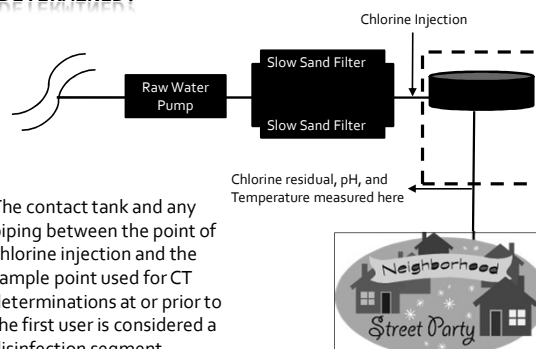 Chlorine Injection
Slow Sand Filter
Raw Water
Pump
Slow Sand Filter
Chlorine residual, pH, and
Temperature measured here
The contact tank and any
piping between the point of
chlorine injection and the
sample point used for CT
determinations at or prior to
the first user is considered a
disinfection segment
Neighborhood
Street Party